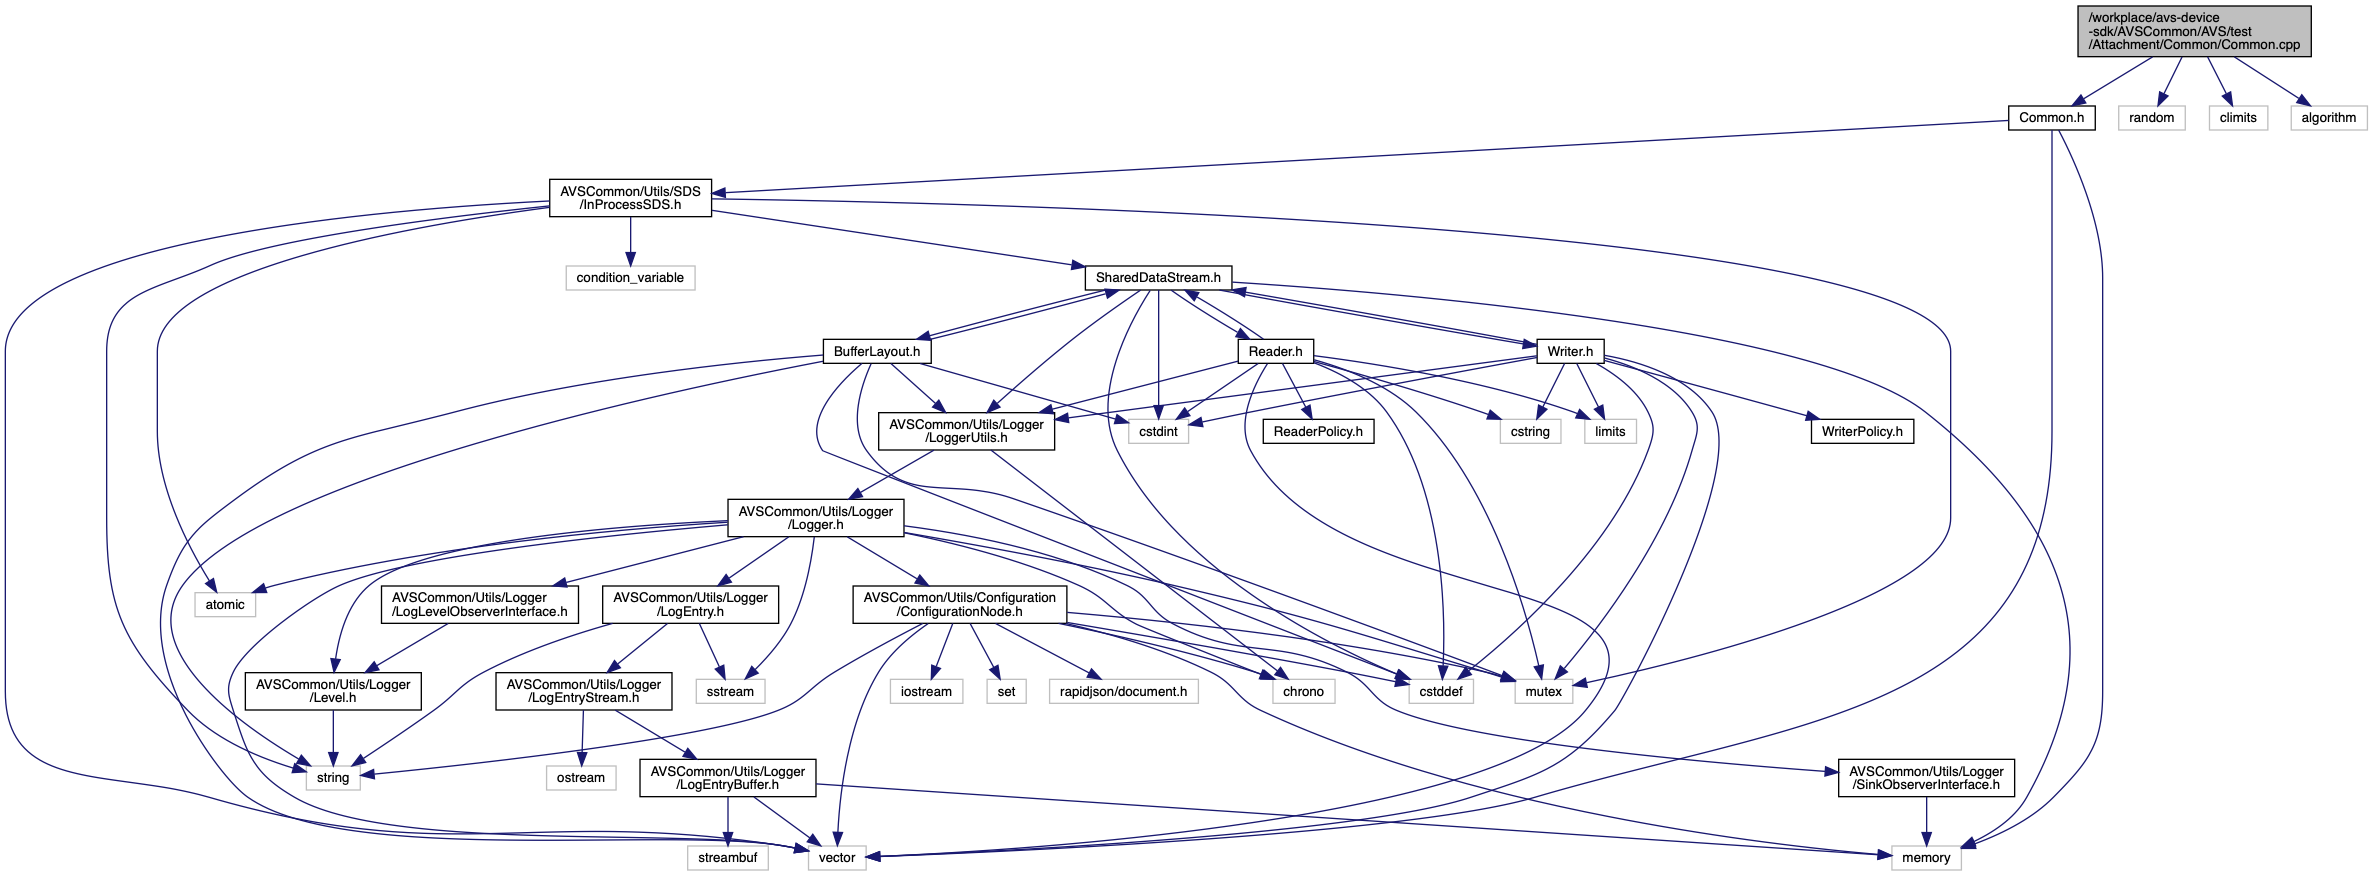 /workplace/avs-device
-sdk/AVSCommon/AVS/test
/Attachment/Common/Common.cpp
Common.h
random
climits
algorithm
AVSCommon/Utils/SDS
/InProcessSDS.h
condition_variable
SharedDataStream.h
BufferLayout.h
Reader.h
Writer.h
AVSCommon/Utils/Logger
/LoggerUtils.h
cstdint
ReaderPolicy.h
cstring
limits
WriterPolicy.h
AVSCommon/Utils/Logger
/Logger.h
atomic
AVSCommon/Utils/Logger
/LogLevelObserverInterface.h
AVSCommon/Utils/Logger
/LogEntry.h
AVSCommon/Utils/Configuration
/ConfigurationNode.h
AVSCommon/Utils/Logger
/Level.h
AVSCommon/Utils/Logger
/LogEntryStream.h
sstream
iostream
set
rapidjson/document.h
chrono
cstddef
mutex
string
ostream
AVSCommon/Utils/Logger
/LogEntryBuffer.h
AVSCommon/Utils/Logger
/SinkObserverInterface.h
streambuf
vector
memory